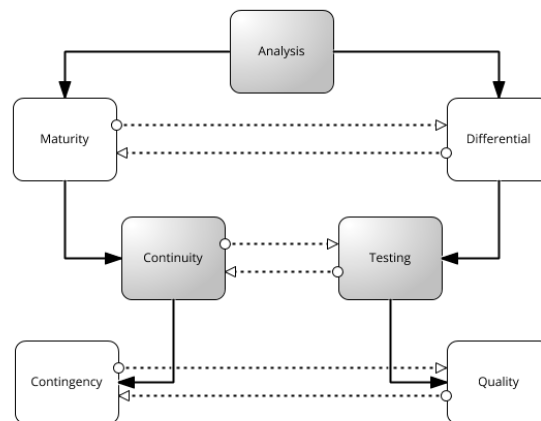 Analysis
Maturity
Differential
Continuity
Testing
Contingency
Quality